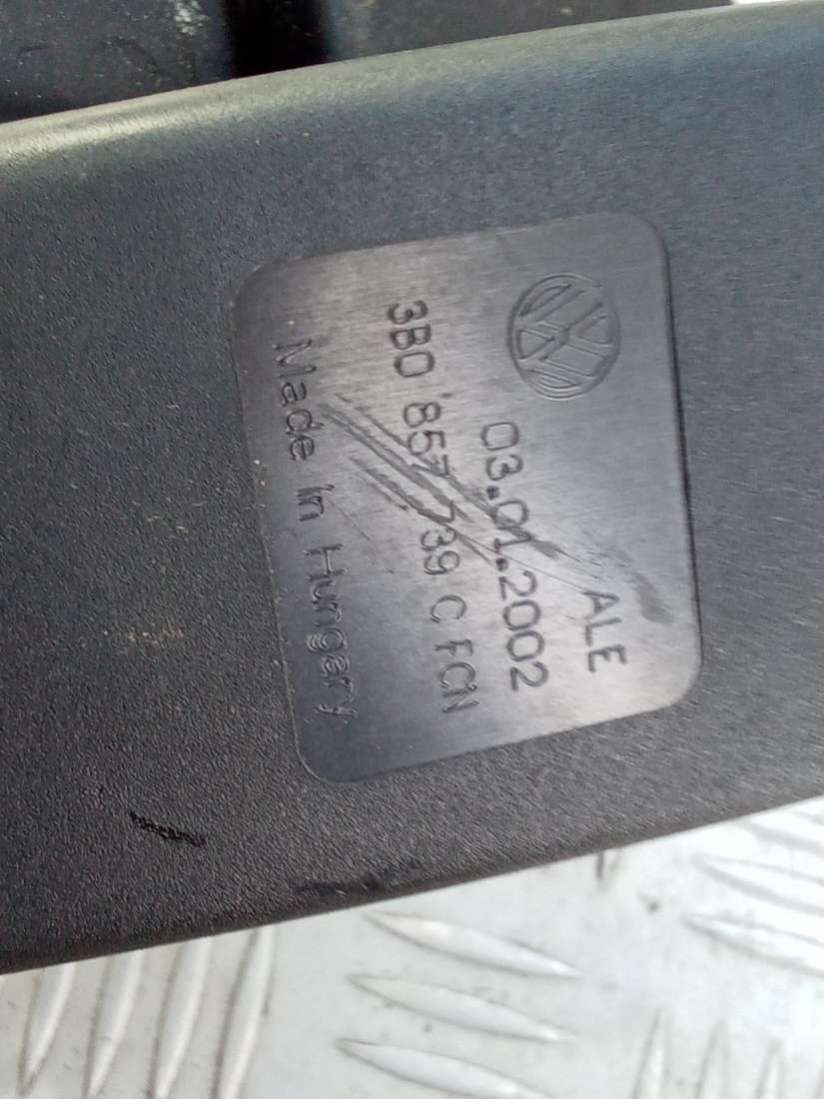 ALE
03.01.2002
3B0 857 739 C FCN
Made in Hungary